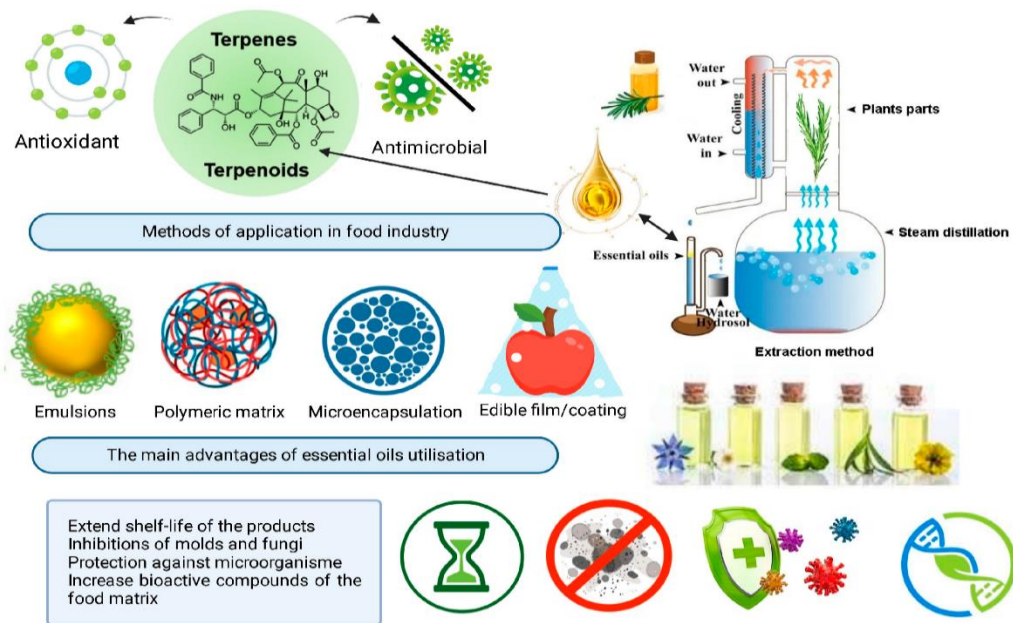 Terpenes
Terpenoids
Antioxidant
Antimicrobial
Water
out
Cooling
Water
in
Plants parts
Steam distillation
Essential oils
Water
Hydrosol
Extraction method
Methods of application in food industry
Emulsions
Polymeric matrix
Microencapsulation
Edible film/coating
The main advantages of essential oils utilisation
Extend shelf-life of the products
Inhibitions of molds and fungi
Protection against microorganisme
Increase bioactive compounds of the
food matrix